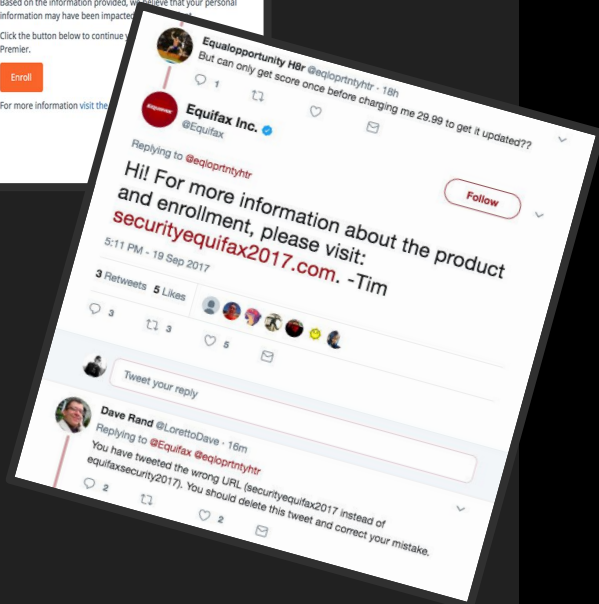 Based on the information provided, we believe that your personal
information may have been impacted
Click the button below to continue
Premier.
Enroll
For more information visit the
Equalopportunity H8r @eqloprtntyhtr · 18h
But can only get score once before charging me 29.99 to get it updated??
1
Equifax Inc.
@Equifax
Follow
Replying to @eqloprtntyhtr
Hi! For more information about the product
and enrollment, please visit:
securityequifax2017.com. -Tim
5:11 PM - 19 Sep 2017
3 Retweets 5 Likes
3 3 5
Tweet your reply
Dave Rand @LorettoDave · 16m
Replying to @Equifax @eqloprtntyhtr
You have tweeted the wrong URL (securityequifax2017 instead of
equifaxsecurity2017). You should delete this tweet and correct your mistake.
2 2